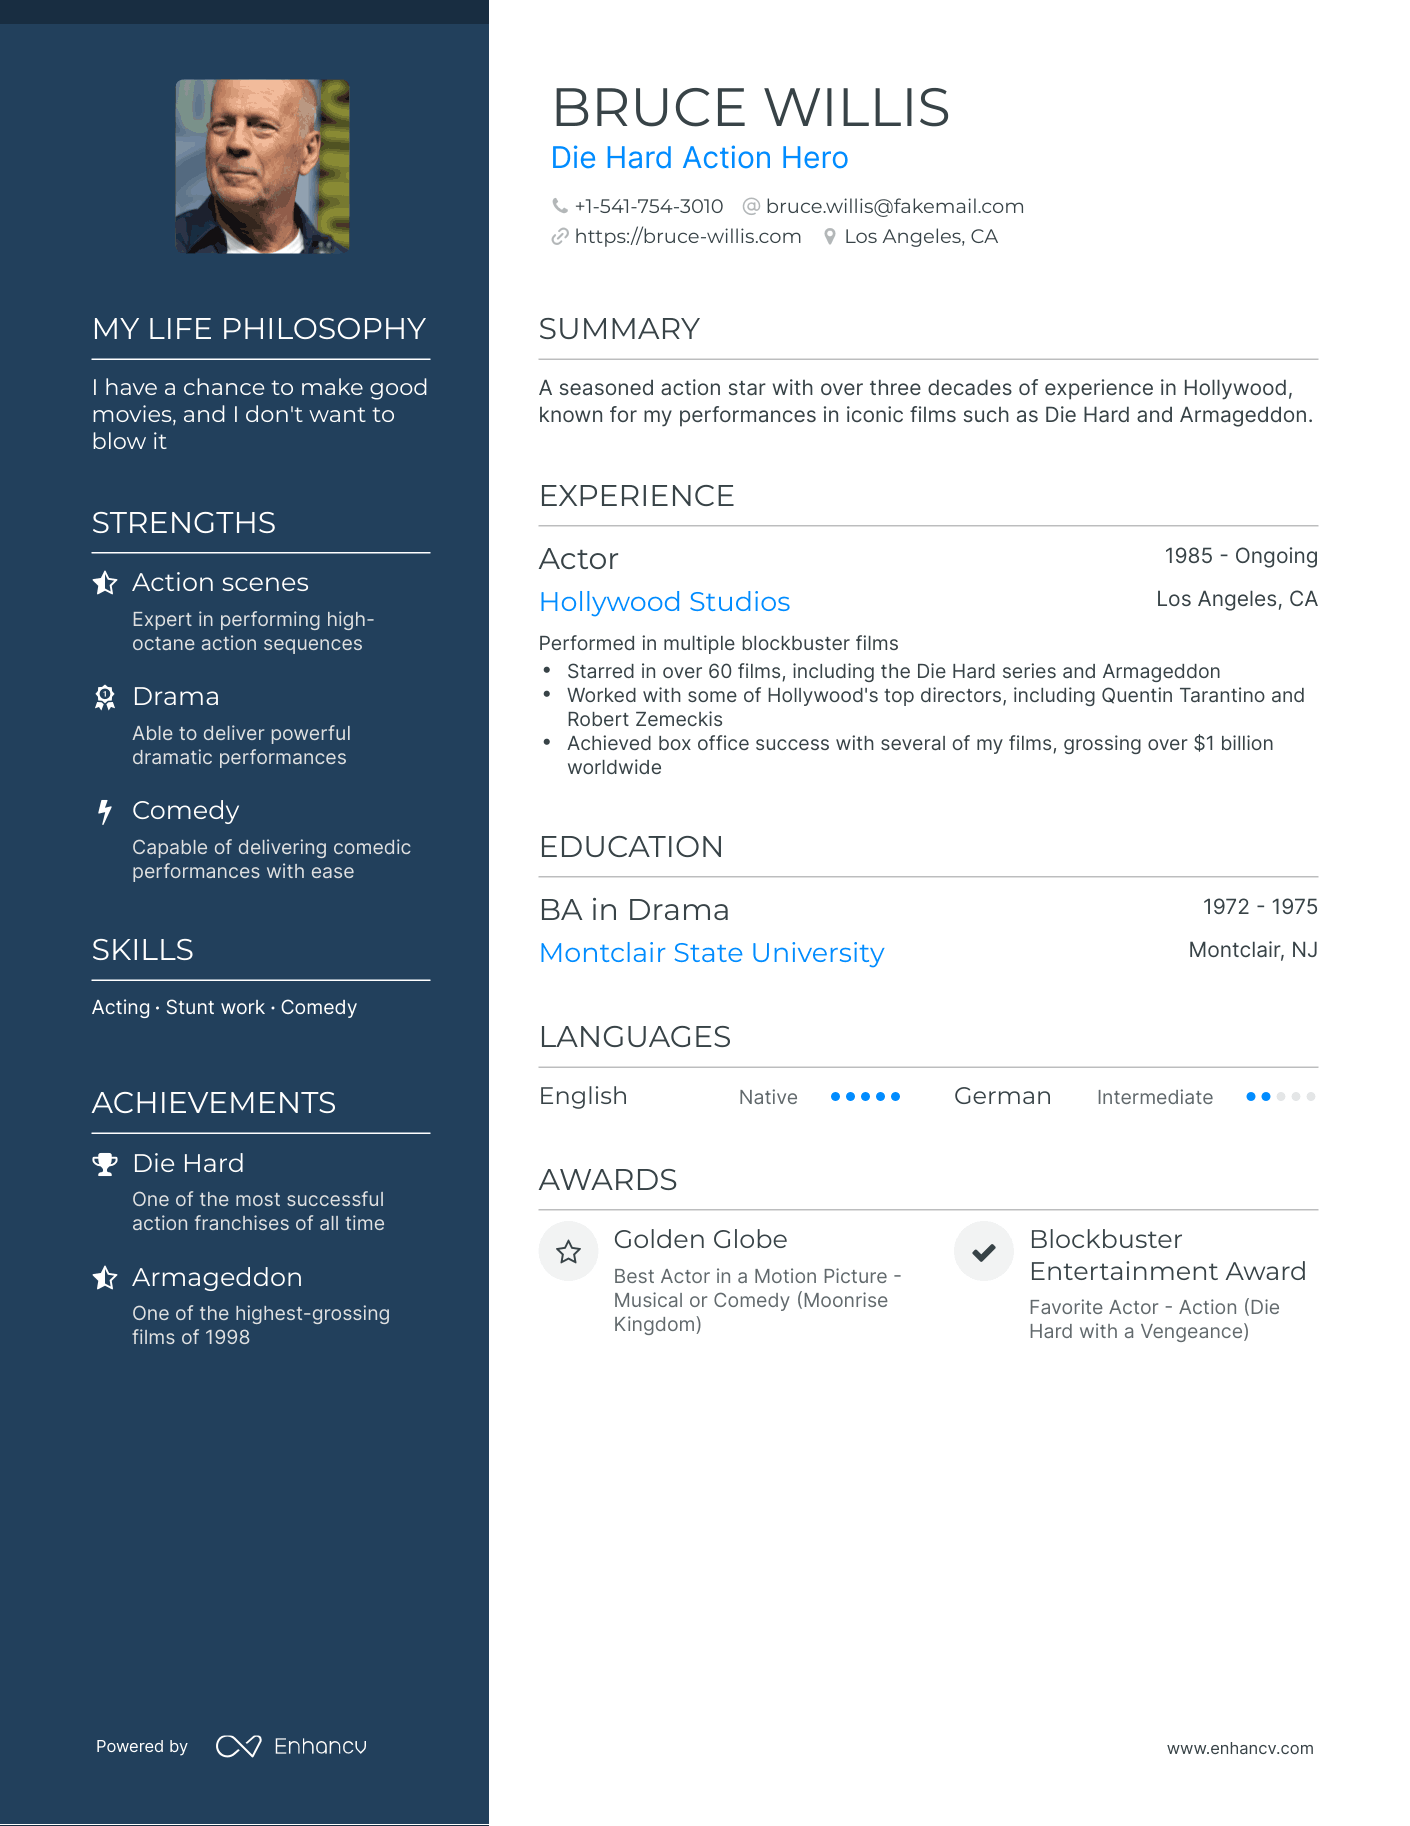 BRUCE WILLIS
Die Hard Action Hero
+1-541-754-3010 @ bruce.willis@fakemail.com
https://bruce-willis.com Los Angeles, CA
MY LIFE PHILOSOPHY
I have a chance to make good
movies, and I don't want to
blow it
STRENGTHS
Action scenes
Expert in performing high-
octane action sequences
1
Drama
Able to deliver powerful
dramatic performances
Comedy
Capable of delivering comedic
performances with ease
SKILLS
Acting · Stunt work · Comedy
ACHIEVEMENTS
Die Hard
One of the most successful
action franchises of all time
Armageddon
One of the highest-grossing
films of 1998
SUMMARY
A seasoned action star with over three decades of experience in Hollywood,
known for my performances in iconic films such as Die Hard and Armageddon.
EXPERIENCE
Actor 1985 - Ongoing
Hollywood Studios Los Angeles, CA
Performed in multiple blockbuster films
• Starred in over 60 films, including the Die Hard series and Armageddon
• Worked with some of Hollywood's top directors, including Quentin Tarantino and
Robert Zemeckis
• Achieved box office success with several of my films, grossing over $1 billion
worldwide
EDUCATION
BA in Drama 1972 - 1975
Montclair State University Montclair, NJ
LANGUAGES
English Native German Intermediate
AWARDS
Golden Globe
Best Actor in a Motion Picture -
Musical or Comedy (Moonrise
Kingdom)
Blockbuster
Entertainment Award
Favorite Actor - Action (Die
Hard with a Vengeance)
Powered by Enhancv
www.enhancv.com